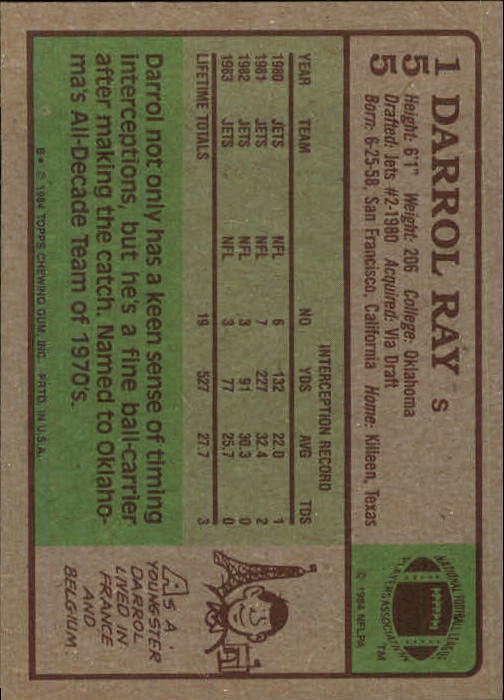 155 DARROL RAY S
Height: 6'1" Weight: 206 College: Oklahoma
Drafted: Jets #2-1980 Acquired: Via Draft
Born: 6-25-58, San Francisco, California Home: Killeen, Texas
NATIONAL FOOTBALL LEAGUE
PLAYERS ASSOCIATION
TM
© 1984 NFLPA
INTERCEPTION RECORD
YEAR TEAM NO YDS AVG TDS
1980 JETS NFL 6 132 22.0 1
1981 JETS NFL 7 227 32.4 2
1982 JETS NFL 3 91 30.3 0
1983 JETS NFL 3 77 25.7 0
LIFETIME TOTALS 19 527 27.7 3
Darrol not only has a keen sense of timing
interceptions, but he's a fine ball-carrier
after making the catch. Named to Oklaho-
ma's All-Decade Team of 1970's.
AS A
YOUNGSTER
DARROL
LIVED IN
FRANCE
AND
BELGIUM.
© 1984 TOPPS CHEWING GUM, INC. PRTD. IN U.S.A.